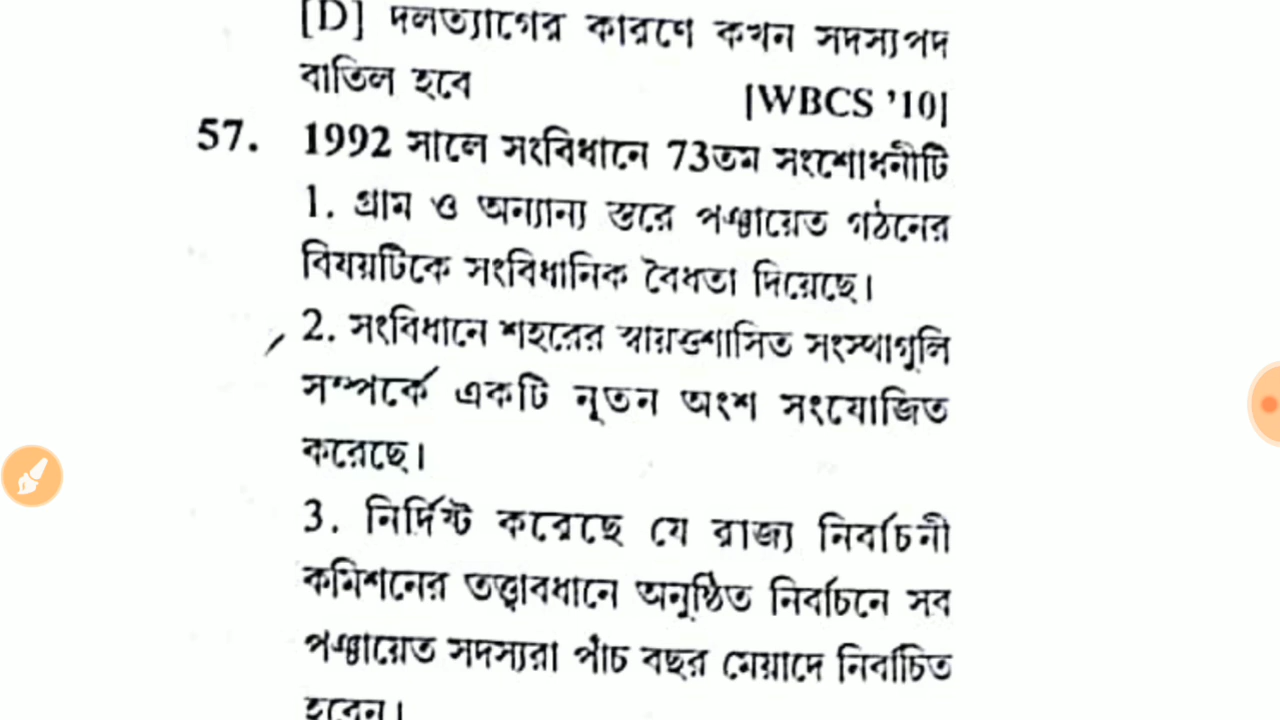 [D] দলত্যাগের কারণে কখন সদস্যপদ
বাতিল হবে [WBCS '10]
57. 1992 সালে সংবিধানে 73তম সংশোধনীটি
1. গ্রাম ও অন্যান্য স্তরে পঞ্চায়েত গঠনের
বিষয়টিকে সংবিধানিক বৈধতা দিয়েছে।
2. সংবিধানে শহরের স্বায়ত্তশাসিত সংস্থাগুলি
সম্পর্কে একটি নূতন অংশ সংযোজিত
করেছে।
3. নির্দিষ্ট করেছে যে রাজ্য নির্বাচনী
কমিশনের তত্ত্বাবধানে অনুষ্ঠিত নির্বাচনে সব
পঞ্চায়েত সদস্যরা পাঁচ বছর মেয়াদে নির্বাচিত
হবেন।